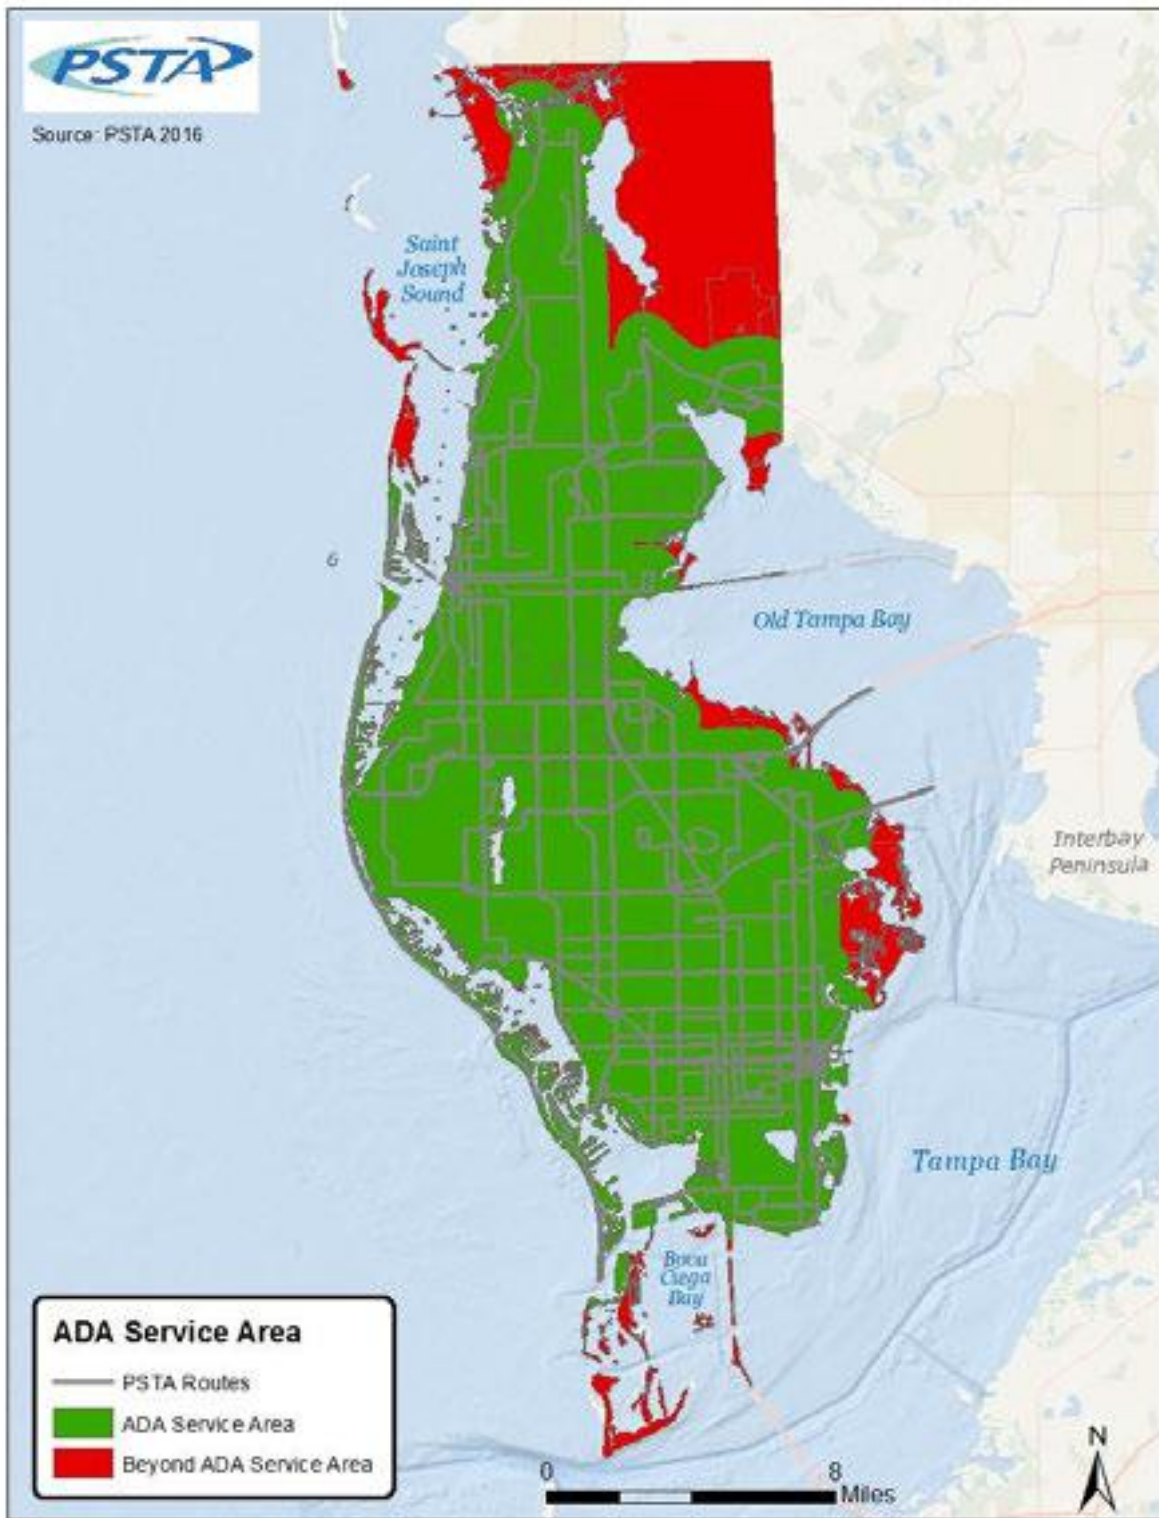 PSTA
Source: PSTA 2016
Saint
Joseph
Sound
G
Old Tampa Bay
Interbay
Peninsula
Tampa Bay
Boca
Ciega
Bay
ADA Service Area
PSTA Routes
ADA Service Area
Beyond ADA Service Area
0 8
Miles
N